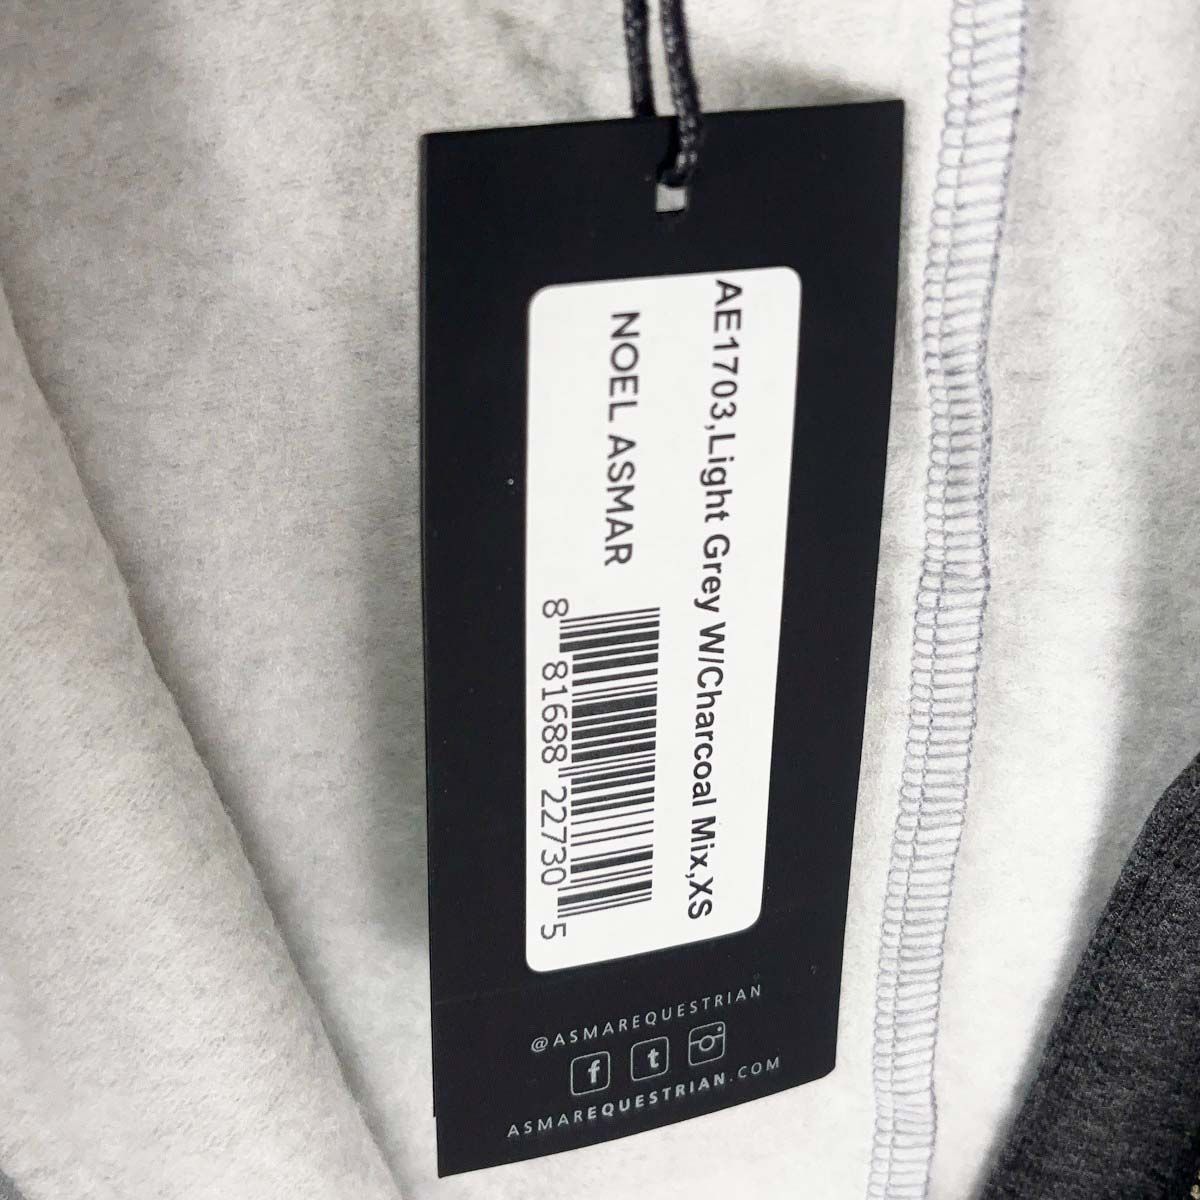 AE1703,Light Grey W/Charcoal Mix,XS
NOEL ASMAR
8 81688 22730 5
@ASMAREQUESTRIAN
f t
ASMAREQUESTRIAN.COM